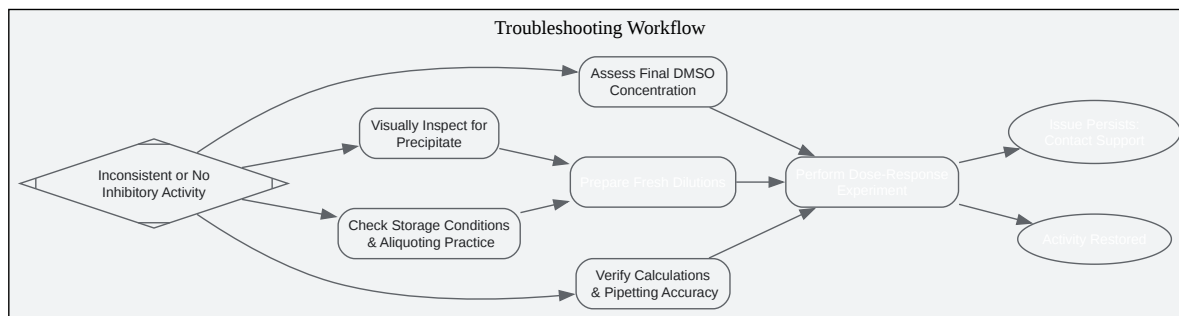 Troubleshooting Workflow
Assess Final DMSO
Concentration
Visually Inspect for
Precipitate
Inconsistent or No
Inhibitory Activity
Check Storage Conditions
& Aliquoting Practice
Verify Calculations
& Pipetting Accuracy
Prepare Fresh Dilutions
Perform Dose-Response
Experiment
Issue Persists:
Contact Support
Activity Restored